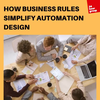 HOW BUSINESS RULES
SIMPLIFY AUTOMATION
DESIGN